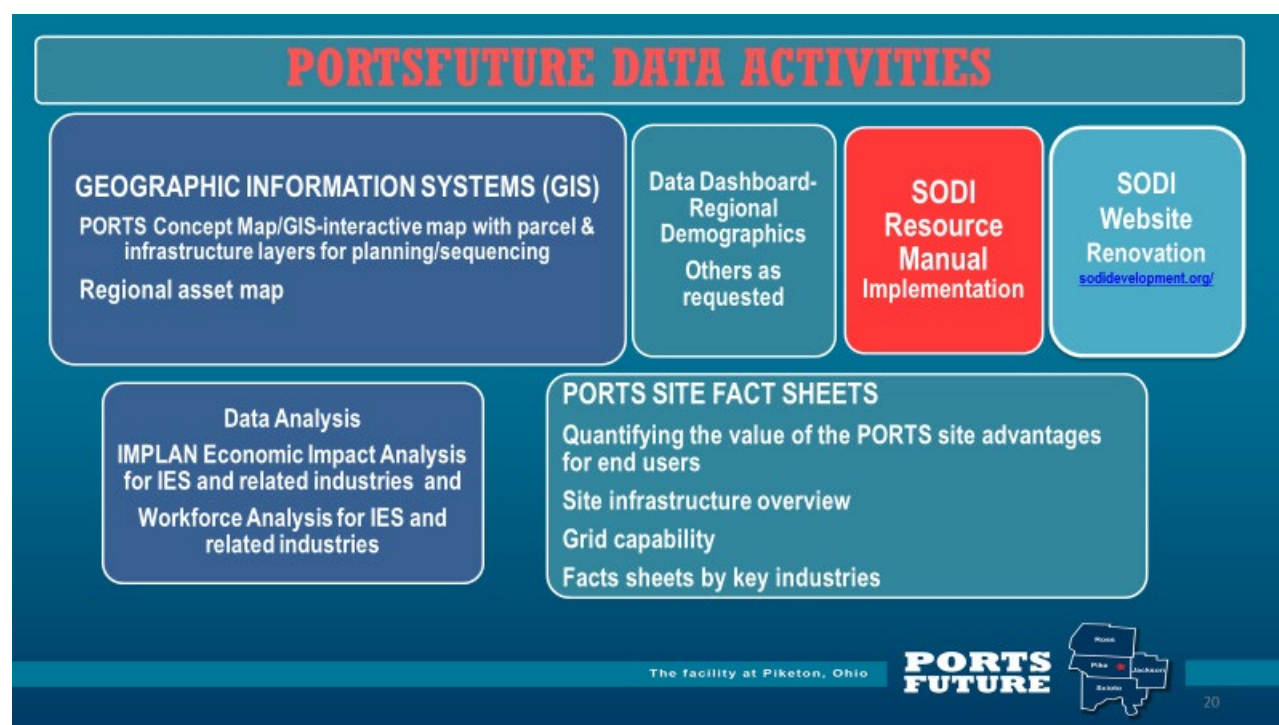 PORTSFUTURE DATA ACTIVITIES
GEOGRAPHIC INFORMATION SYSTEMS (GIS)
PORTS Concept Map/GIS-interactive map with parcel &
infrastructure layers for planning/sequencing
Regional asset map
Data Dashboard-
Regional
Demographics
Others as
requested
SODI
Resource
Manual
Implementation
SODI
Website
Renovation
sodidevelopment.org/
Data Analysis
IMPLAN Economic Impact Analysis
for IES and related industries and
Workforce Analysis for IES and
related industries
PORTS SITE FACT SHEETS
Quantifying the value of the PORTS site advantages
for end users
Site infrastructure overview
Grid capability
Facts sheets by key industries
The facility at Piketon, Ohio
PORTS
FUTURE
Ross
Pike
Jackson
Scioto
20